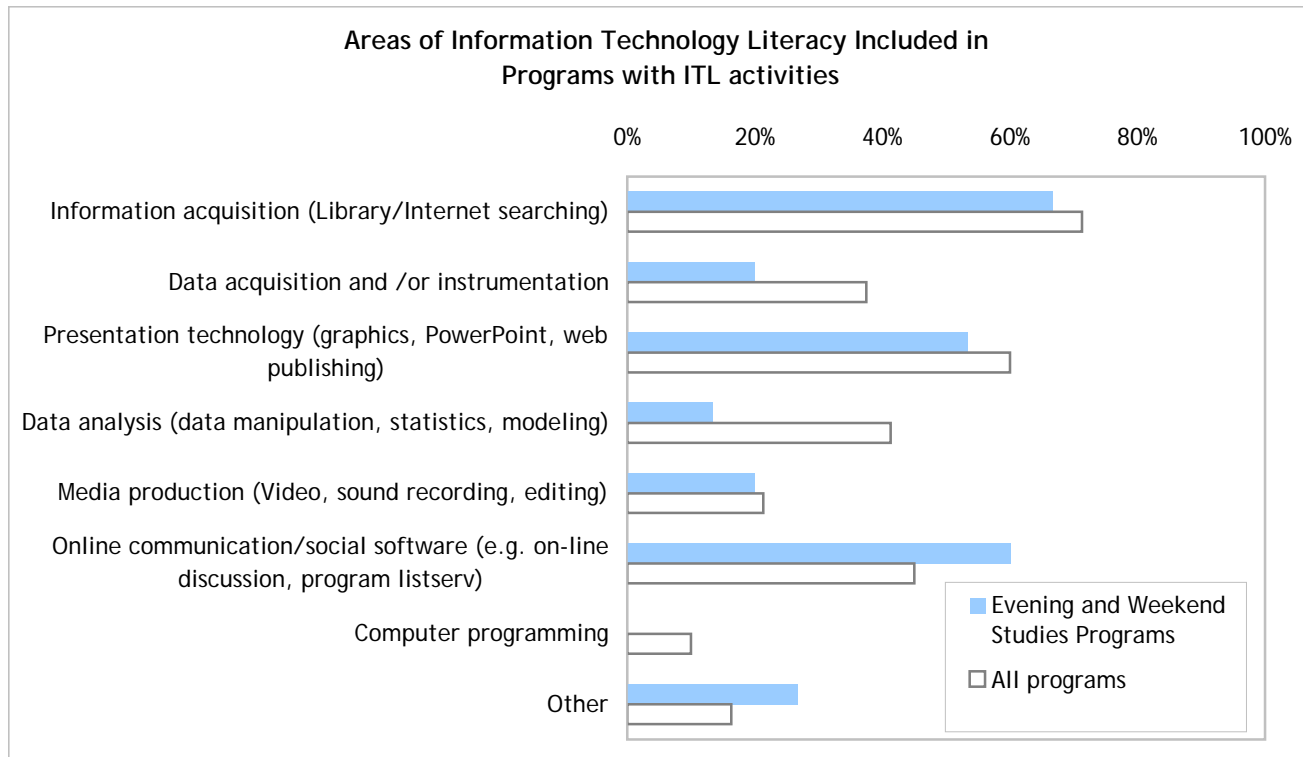 Areas of Information Technology Literacy Included in
Programs with ITL activities
0% 20% 40% 60% 80% 100%
Information acquisition (Library/Internet searching)
Data acquisition and /or instrumentation
Presentation technology (graphics, PowerPoint, web
publishing)
Data analysis (data manipulation, statistics, modeling)
Media production (Video, sound recording, editing)
Online communication/social software (e.g. on-line
discussion, program listserv)
Computer programming
Other
Evening and Weekend
Studies Programs
All programs